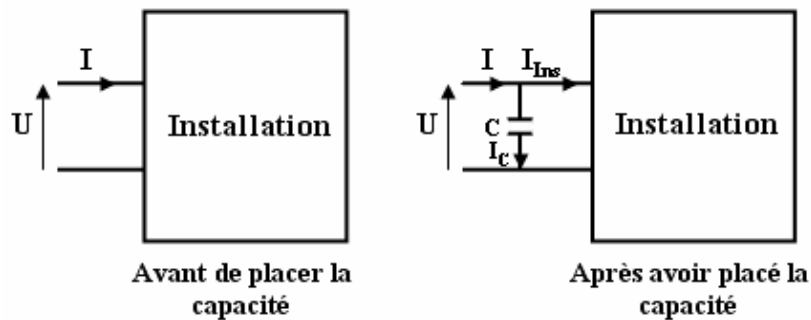 I
U
Installation
Avant de placer la
capacité
I
I_Ins
U
C
I_C
Installation
Après avoir placé la
capacité